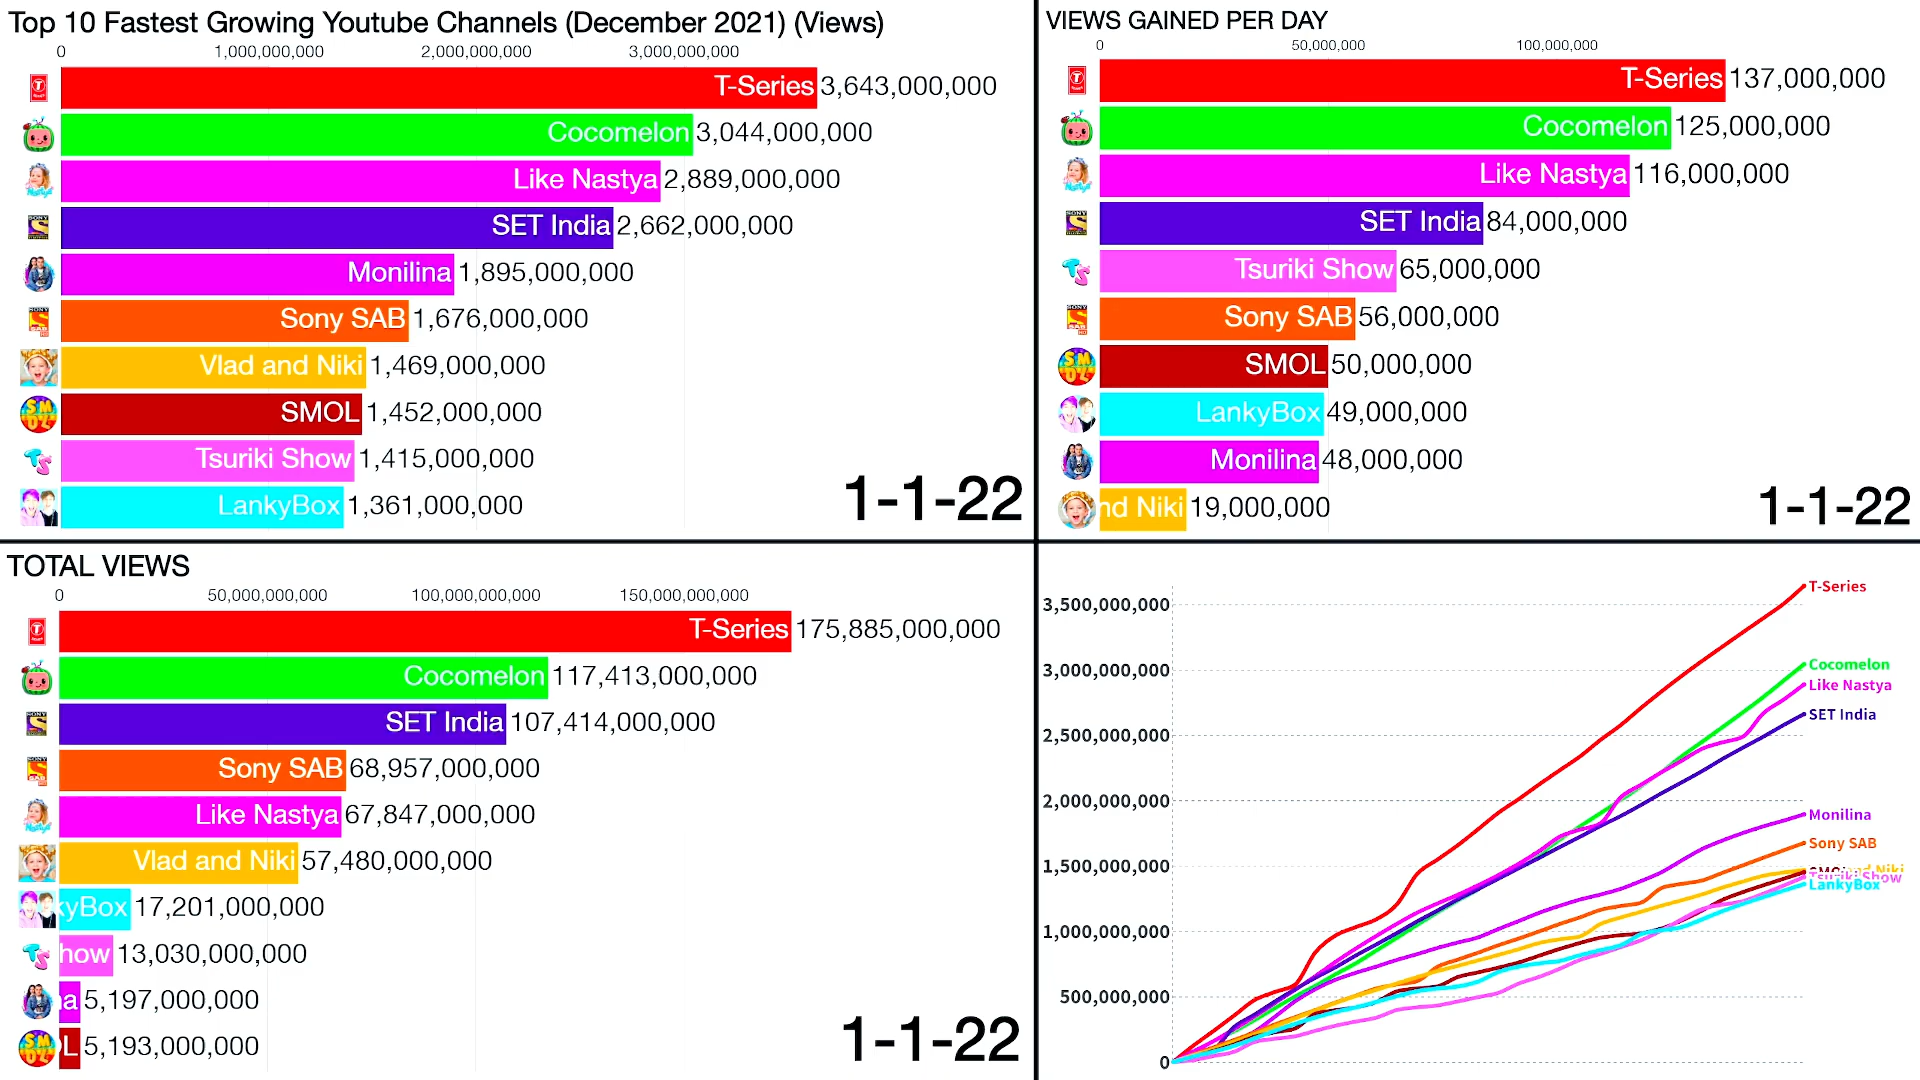 Top 10 Fastest Growing Youtube Channels (December 2021) (Views)
0 1,000,000,000 2,000,000,000 3,000,000,000
T-Series 3,643,000,000
Cocomelon 3,044,000,000
Like Nastya 2,889,000,000
SET India 2,662,000,000
Monilina 1,895,000,000
Sony SAB 1,676,000,000
Vlad and Niki 1,469,000,000
SMOL 1,452,000,000
Tsuriki Show 1,415,000,000
LankyBox 1,361,000,000
1-1-22
VIEWS GAINED PER DAY
0 50,000,000 100,000,000
T-Series 137,000,000
Cocomelon 125,000,000
Like Nastya 116,000,000
SET India 84,000,000
Tsuriki Show 65,000,000
Sony SAB 56,000,000
SMOL 50,000,000
LankyBox 49,000,000
Monilina 48,000,000
nd Niki 19,000,000
1-1-22
TOTAL VIEWS
0 50,000,000,000 100,000,000,000 150,000,000,000
T-Series 175,885,000,000
Cocomelon 117,413,000,000
SET India 107,414,000,000
Sony SAB 68,957,000,000
Like Nastya 67,847,000,000
Vlad and Niki 57,480,000,000
kyBox 17,201,000,000
how 13,030,000,000
a 5,197,000,000
L 5,193,000,000
1-1-22
T-Series
3,500,000,000
Cocomelon
3,000,000,000
Like Nastya
SET India
2,500,000,000
2,000,000,000
Monilina
Sony SAB
1,500,000,000
Tsuriki Show
LankyBox
1,000,000,000
500,000,000
0